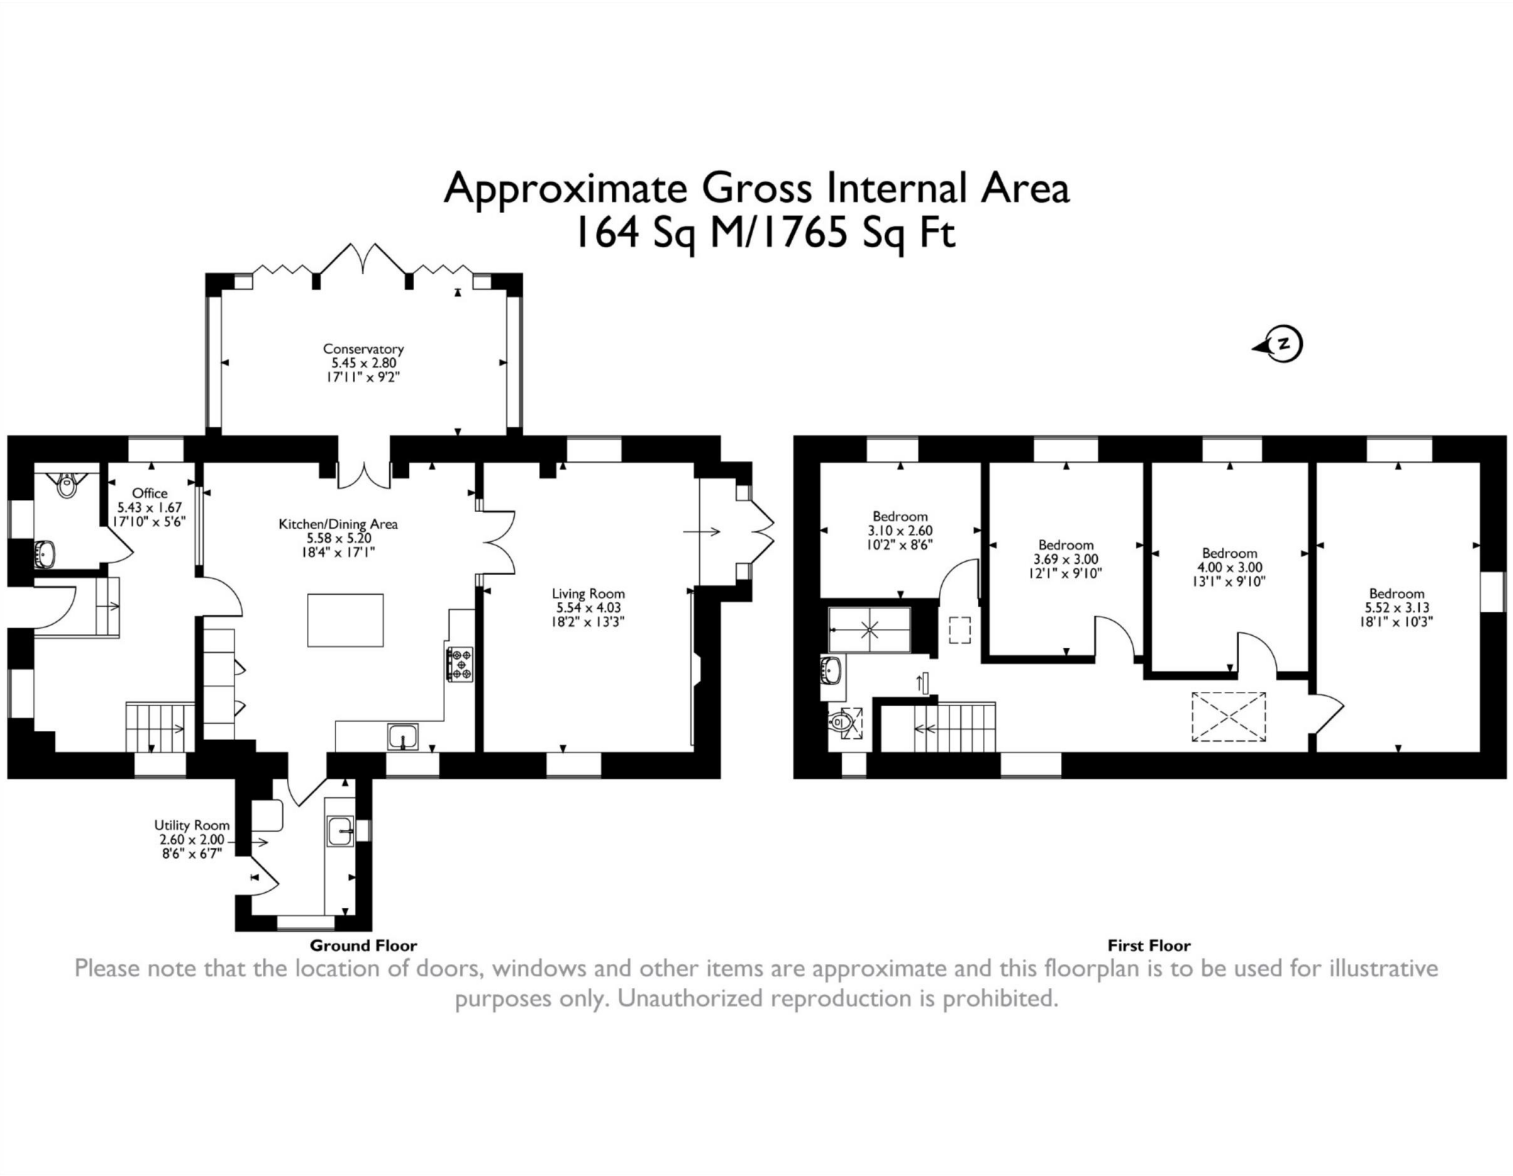 Approximate Gross Internal Area
164 Sq M/1765 Sq Ft
Conservatory
5.45 x 2.80
17'11" x 9'2"
N
Office
5.43 x 1.67
17'10" x 5'6"
Kitchen/Dining Area
5.58 x 5.20
18'4" x 17'1"
Living Room
5.54 x 4.03
18'2" x 13'3"
Utility Room
2.60 x 2.00
8'6" x 6'7"
Ground Floor
Bedroom
3.10 x 2.60
10'2" x 8'6"
Bedroom
3.69 x 3.00
12'1" x 9'10"
Bedroom
4.00 x 3.00
13'1" x 9'10"
Bedroom
5.52 x 3.13
18'1" x 10'3"
First Floor
Please note that the location of doors, windows and other items are approximate and this floorplan is to be used for illustrative
purposes only. Unauthorized reproduction is prohibited.